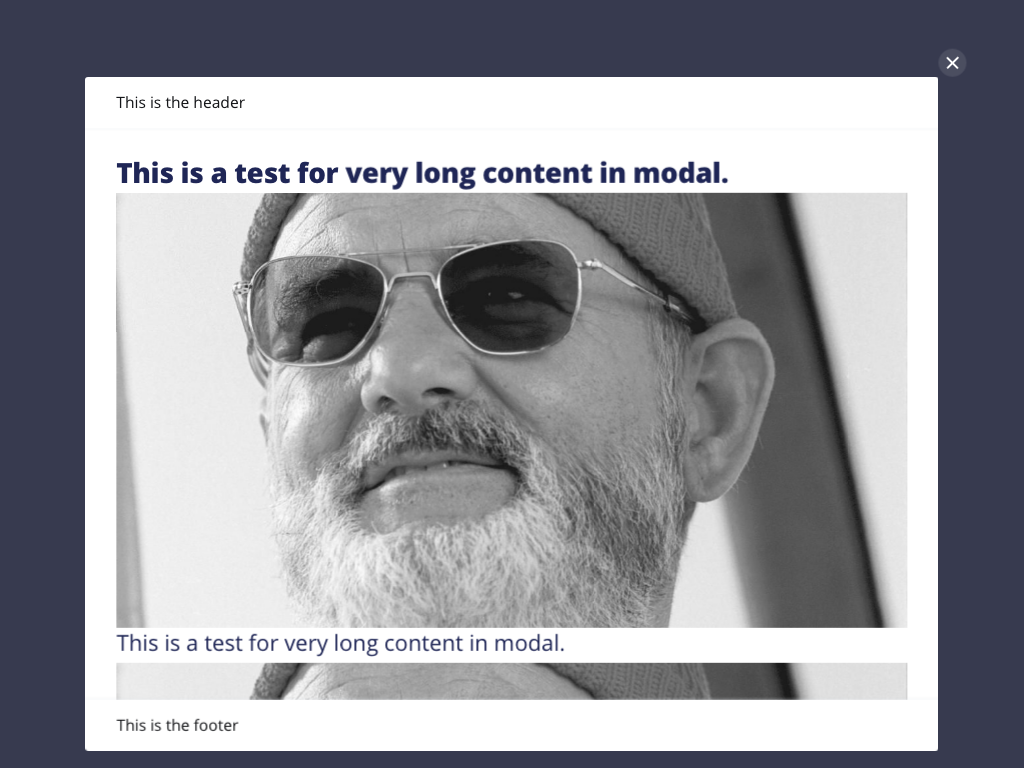 This is the header
This is a test for very long content in modal.
This is a test for very long content in modal.
This is the footer